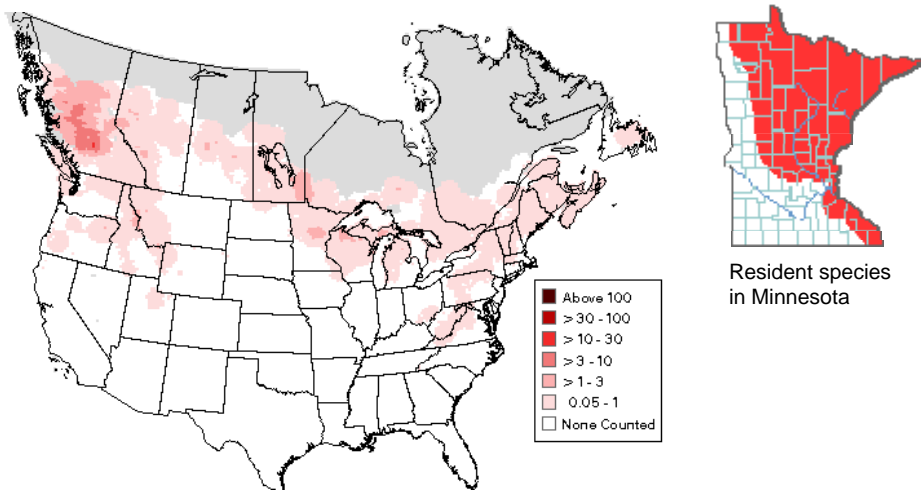 Resident species
in Minnesota
Above 100
>30 - 100
>10 - 30
>3 - 10
>1 - 3
0.05 - 1
None Counted